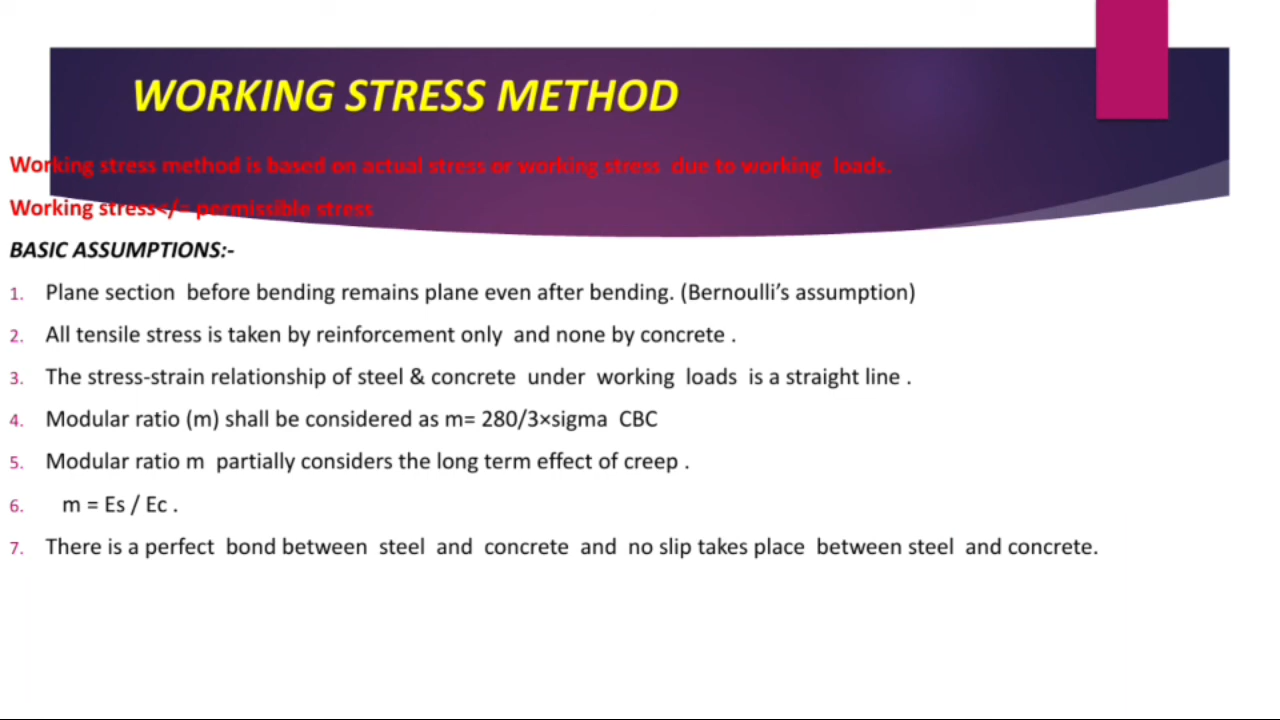 WORKING STRESS METHOD
Working stress method is based on actual stress or working stress due to working loads.
Working stress</= permissible stress
BASIC ASSUMPTIONS:-
1. Plane section before bending remains plane even after bending. (Bernoulli’s assumption)
2. All tensile stress is taken by reinforcement only and none by concrete .
3. The stress-strain relationship of steel & concrete under working loads is a straight line .
4. Modular ratio (m) shall be considered as m= 280/3×sigma CBC
5. Modular ratio m partially considers the long term effect of creep .
6. m = Es / Ec .
7. There is a perfect bond between steel and concrete and no slip takes place between steel and concrete.